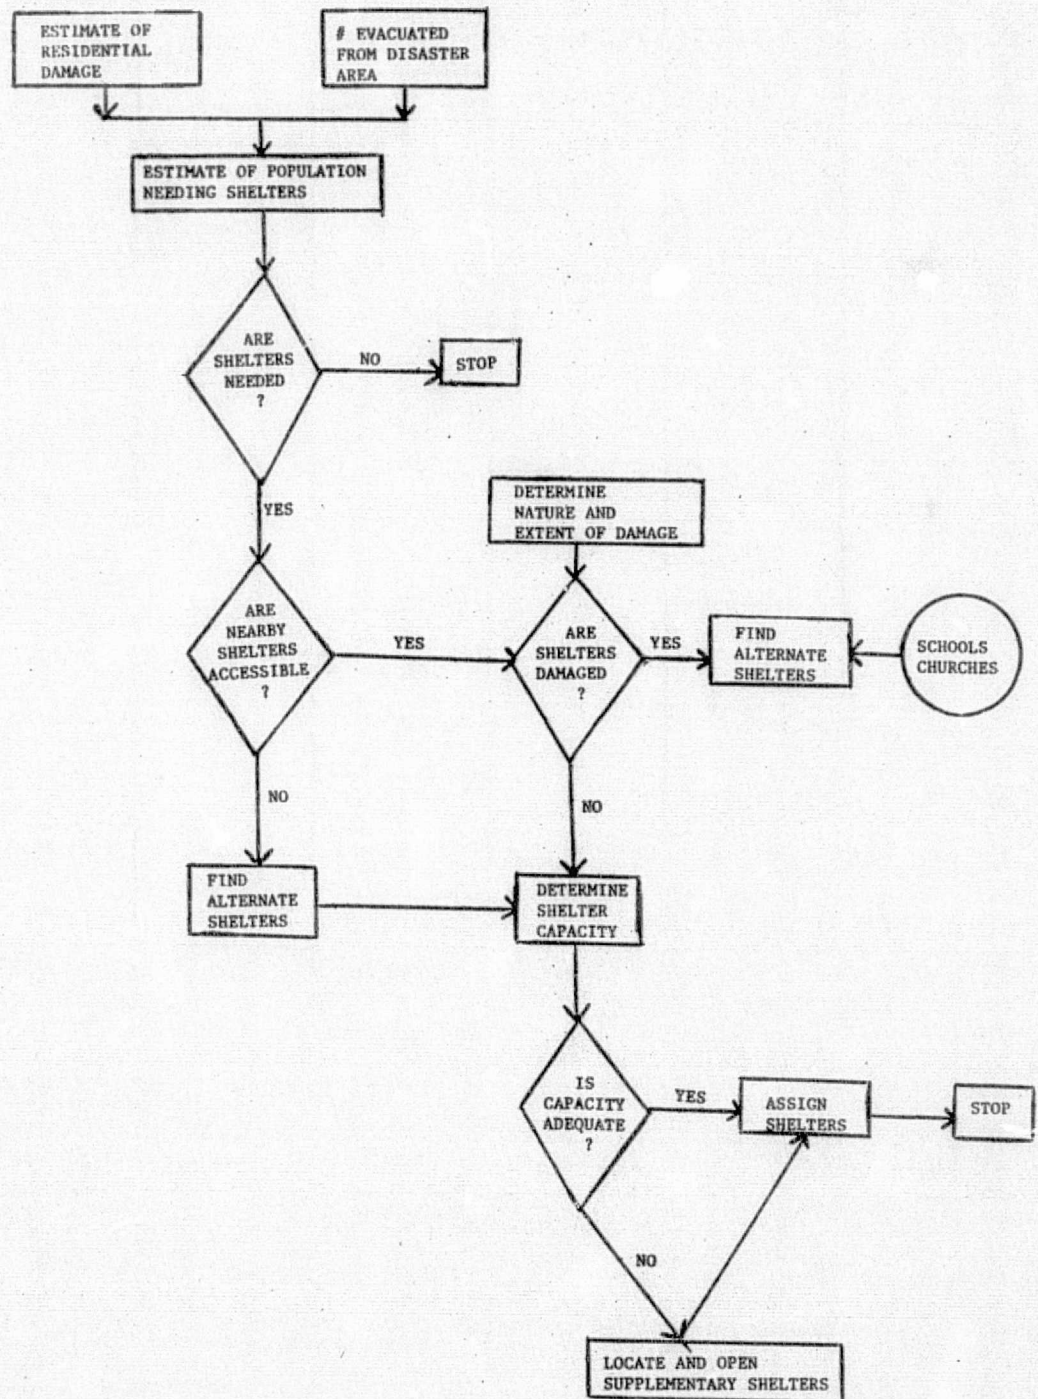 ESTIMATE OF
RESIDENTIAL
DAMAGE
# EVACUATED
FROM DISASTER
AREA
ESTIMATE OF POPULATION
NEEDING SHELTERS
ARE
SHELTERS
NEEDED
?
NO
STOP
YES
DETERMINE
NATURE AND
EXTENT OF DAMAGE
ARE
NEARBY
SHELTERS
ACCESSIBLE
?
YES
ARE
SHELTERS
DAMAGED
?
YES
FIND
ALTERNATE
SHELTERS
SCHOOLS
CHURCHES
NO
NO
FIND
ALTERNATE
SHELTERS
DETERMINE
SHELTER
CAPACITY
IS
CAPACITY
ADEQUATE
?
YES
ASSIGN
SHELTERS
STOP
NO
LOCATE AND OPEN
SUPPLEMENTARY SHELTERS